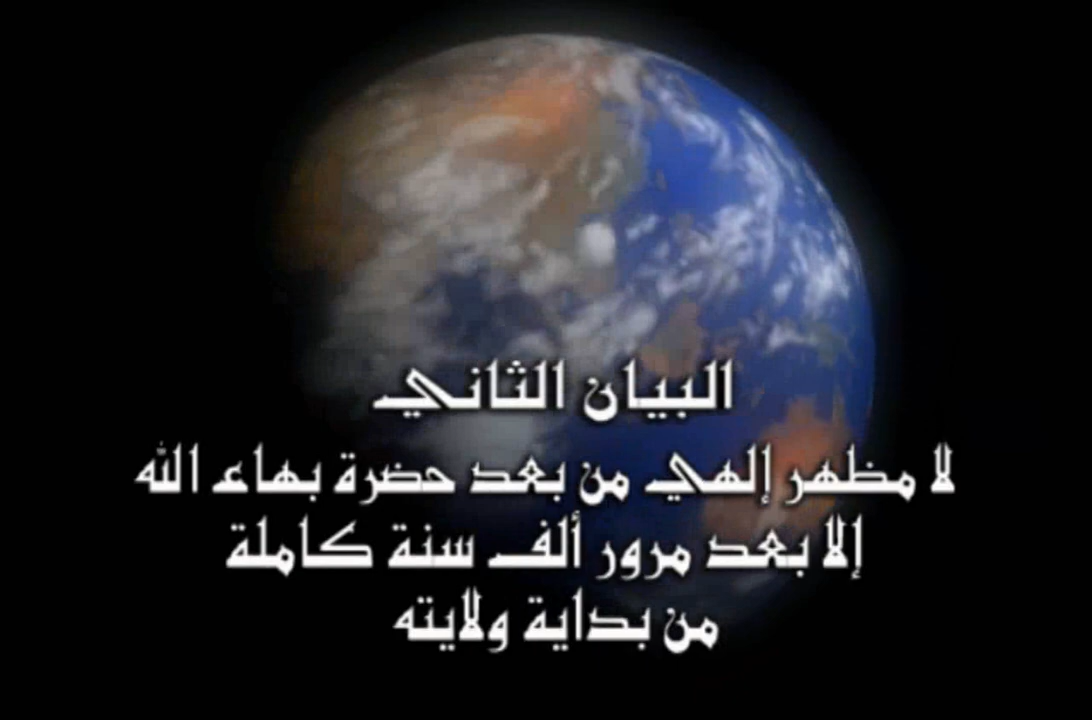 البيان الثاني
لا مظهر إلهي من بعد حضرة بهاء الله
إلا بعد مرور ألف سنة كاملة
من بداية ولايته